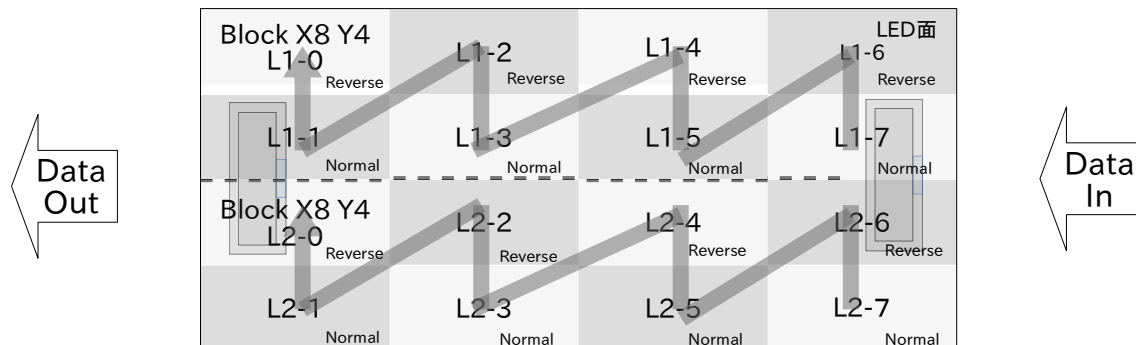 Block X8 Y4
LED面
L1-0
L1-2
L1-4
L1-6
Reverse
Reverse
Reverse
Reverse
L1-1
L1-3
L1-5
L1-7
Normal
Normal
Normal
Normal
Data
Out
Data
In
Block X8 Y4
L2-0
L2-2
L2-4
L2-6
Reverse
Reverse
Reverse
Reverse
L2-1
L2-3
L2-5
L2-7
Normal
Normal
Normal
Normal